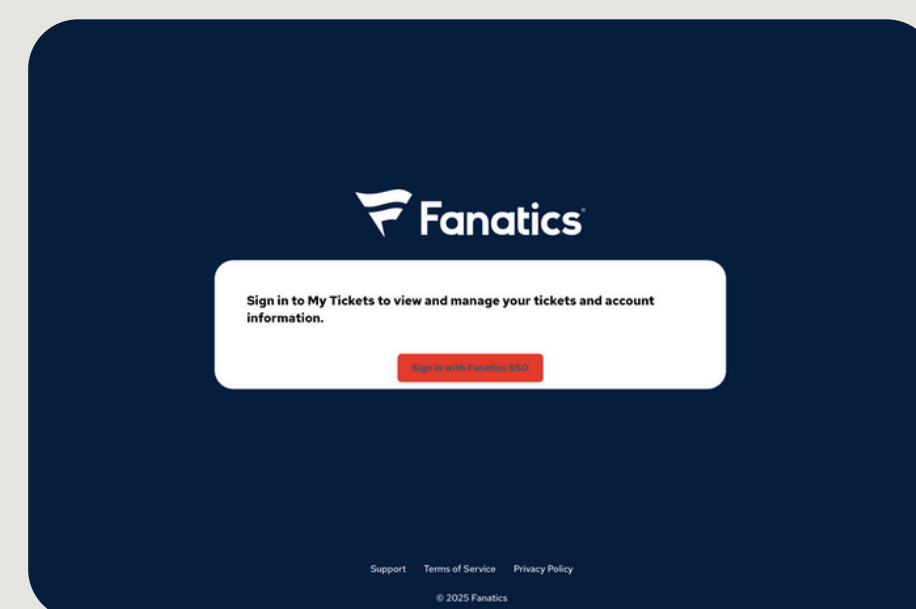 Fanatics
Sign in to My Tickets to view and manage your tickets and account
information.
Sign in with Fanatics SSO
Support Terms of Service Privacy Policy
© 2025 Fanatics